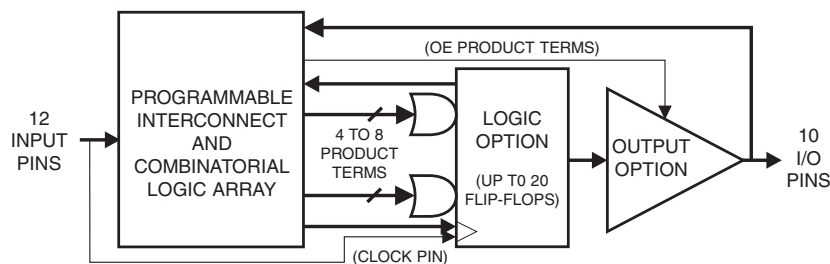 (OE PRODUCT TERMS)
12
INPUT
PINS
PROGRAMMABLE
INTERCONNECT
AND
COMBINATORIAL
LOGIC ARRAY
4 TO 8
PRODUCT
TERMS
LOGIC
OPTION
(UP T0 20
FLIP-FLOPS)
OUTPUT
OPTION
10
I/O
PINS
(CLOCK PIN)